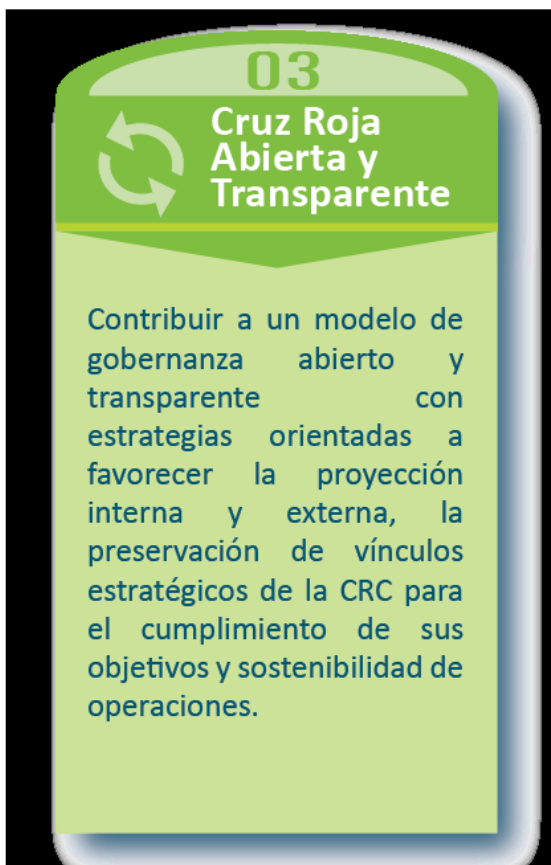 03
Cruz Roja
Abierta y
Transparente
Contribuir a un modelo de
gobernanza abierto y
transparente con
estrategias orientadas a
favorecer la proyección
interna y externa, la
preservación de vínculos
estratégicos de la CRC para
el cumplimiento de sus
objetivos y sostenibilidad de
operaciones.